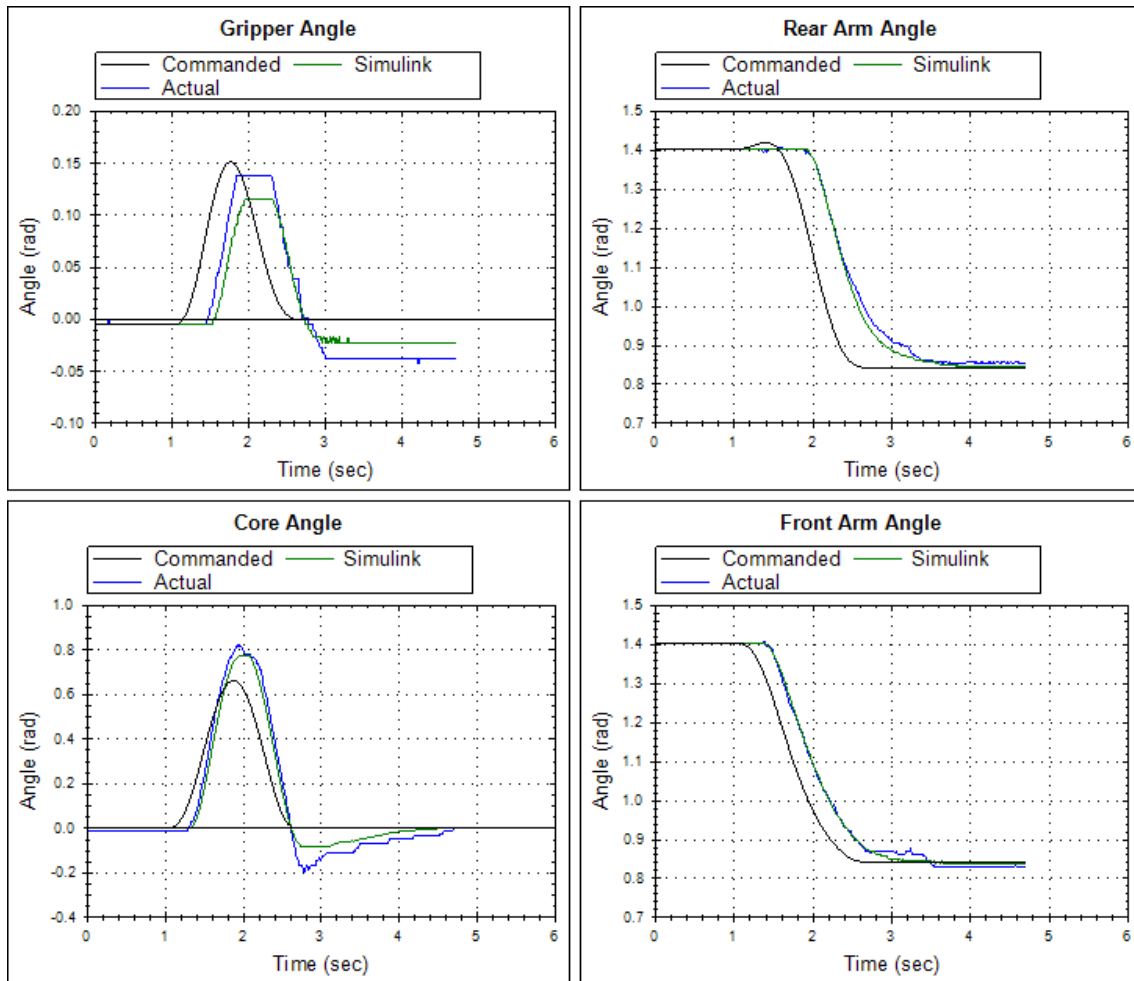 Gripper Angle
Commanded Simulink
Actual
Angle (rad)
0.20
0.15
0.10
0.05
0.00
-0.05
-0.10
0 1 2 3 4 5 6
Time (sec)
Rear Arm Angle
Commanded Simulink
Actual
Angle (rad)
1.5
1.4
1.3
1.2
1.1
1.0
0.9
0.8
0.7
0 1 2 3 4 5 6
Time (sec)
Core Angle
Commanded Simulink
Actual
Angle (rad)
1.0
0.8
0.6
0.4
0.2
0.0
-0.2
-0.4
0 1 2 3 4 5 6
Time (sec)
Front Arm Angle
Commanded Simulink
Actual
Angle (rad)
1.5
1.4
1.3
1.2
1.1
1.0
0.9
0.8
0.7
0 1 2 3 4 5 6
Time (sec)